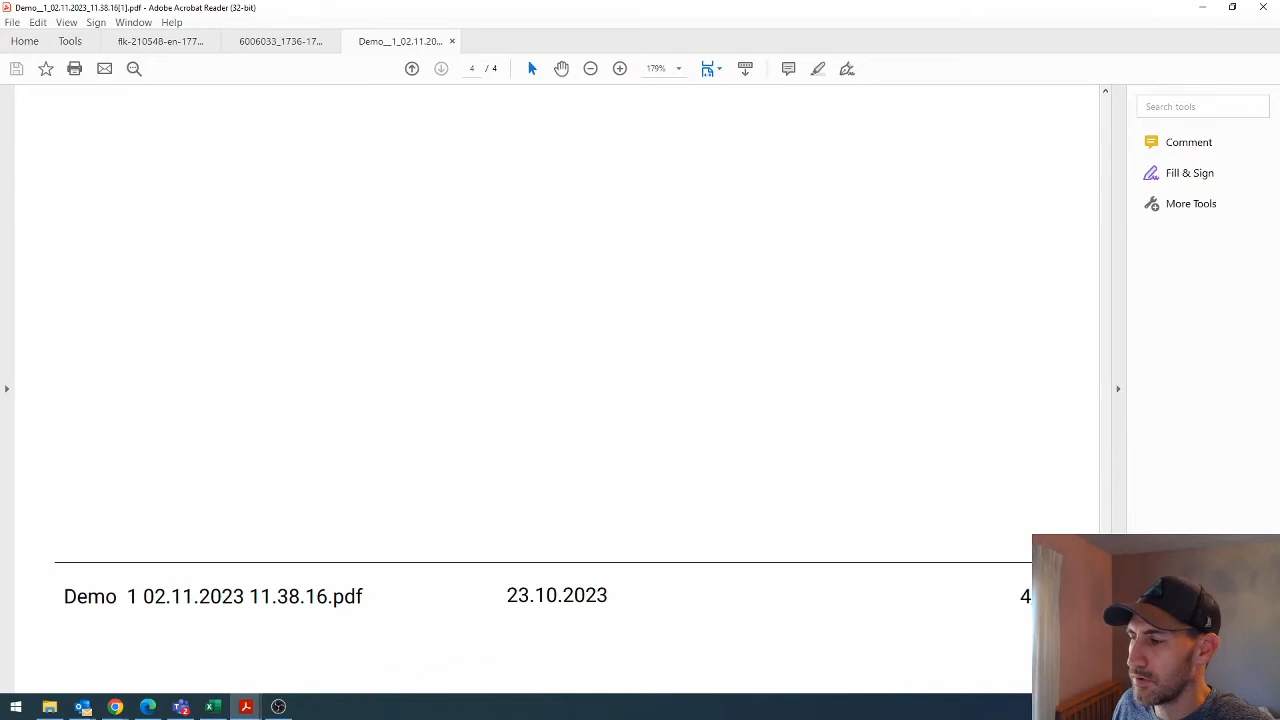 Demo__1_02.11.2023_11.38.16[1].pdf - Adobe Acrobat Reader (32-bit)
File Edit View Sign Window Help
Home Tools flk-210548-en-177... 6006033_1736-17... Demo__1_02.11.20...
4 / 4 179%
Search tools
Comment
Fill & Sign
More Tools
Demo 1 02.11.2023 11.38.16.pdf 23.10.2023 4